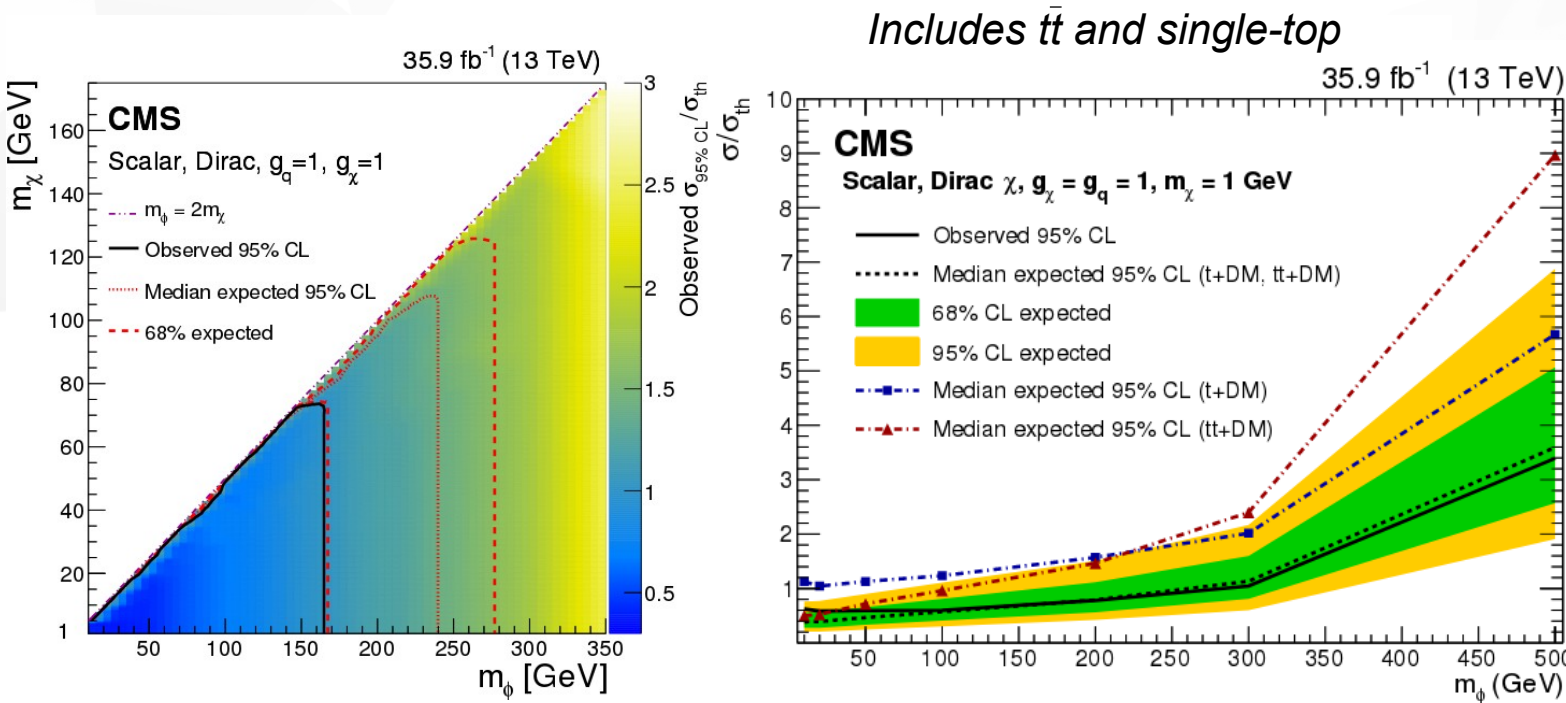 Includes tt̄ and single-top
35.9 fb⁻¹ (13 TeV)
CMS
Scalar, Dirac, g_q=1, g_χ=1
m_φ = 2m_χ
Observed 95% CL
Median expected 95% CL
68% expected
m_χ [GeV]
160
140
120
100
80
60
40
20
1
50
100
150
200
250
300
350
m_φ [GeV]
3
2.5
2
1.5
1
0.5
Observed σ_95% CL/σ_th
35.9 fb⁻¹ (13 TeV)
CMS
Scalar, Dirac χ, g_χ = g_q = 1, m_χ = 1 GeV
Observed 95% CL
Median expected 95% CL (t+DM, tt+DM)
68% CL expected
95% CL expected
Median expected 95% CL (t+DM)
Median expected 95% CL (tt+DM)
σ/σ_th
10
9
8
7
6
5
4
3
2
1
50
100
150
200
250
300
350
400
450
500
m_φ (GeV)